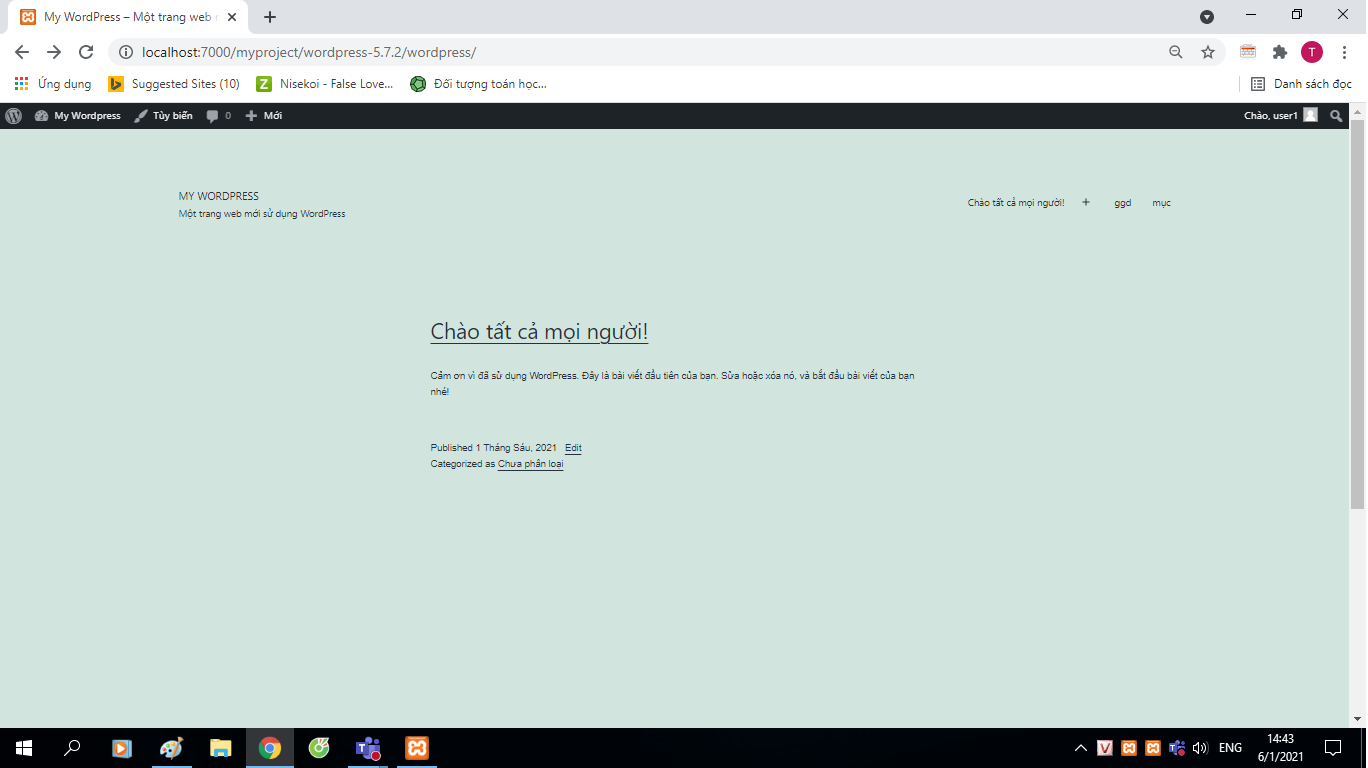 My WordPress – Một trang web
localhost:7000/myproject/wordpress-5.7.2/wordpress/
T
Ứng dụng
Suggested Sites (10)
Nisekoi - False Love...
Đối tượng toán học...
Danh sách đọc
My Wordpress
Tùy biến
0
Mới
Chào, user1
MY WORDPRESS
Một trang web mới sử dụng WordPress
Chào tất cả mọi người!
+
ggd
mục
Chào tất cả mọi người!
Cảm ơn vì đã sử dụng WordPress. Đây là bài viết đầu tiên của bạn. Sửa hoặc xóa nó, và bắt đầu bài viết của bạn
nhé!
Published 1 Tháng Sáu, 2021 Edit
Categorized as Chưa phân loại
ENG
14:43
6/1/2021